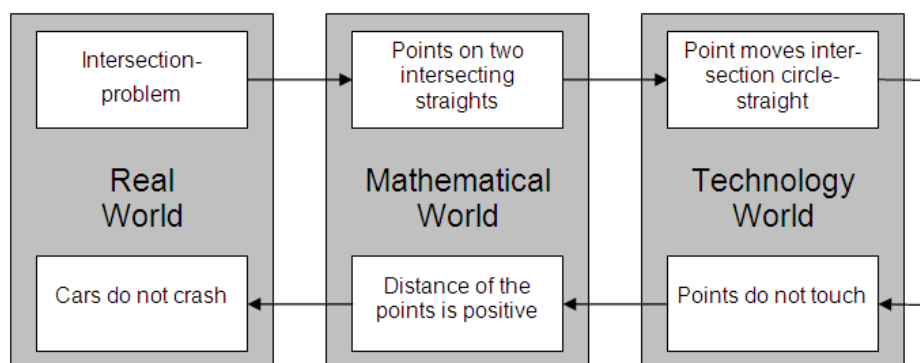 Intersection-
problem
Points on two
intersecting
straights
Point moves inter-
section circle-
straight
Real
World
Mathematical
World
Technology
World
Cars do not crash
Distance of the
points is positive
Points do not touch